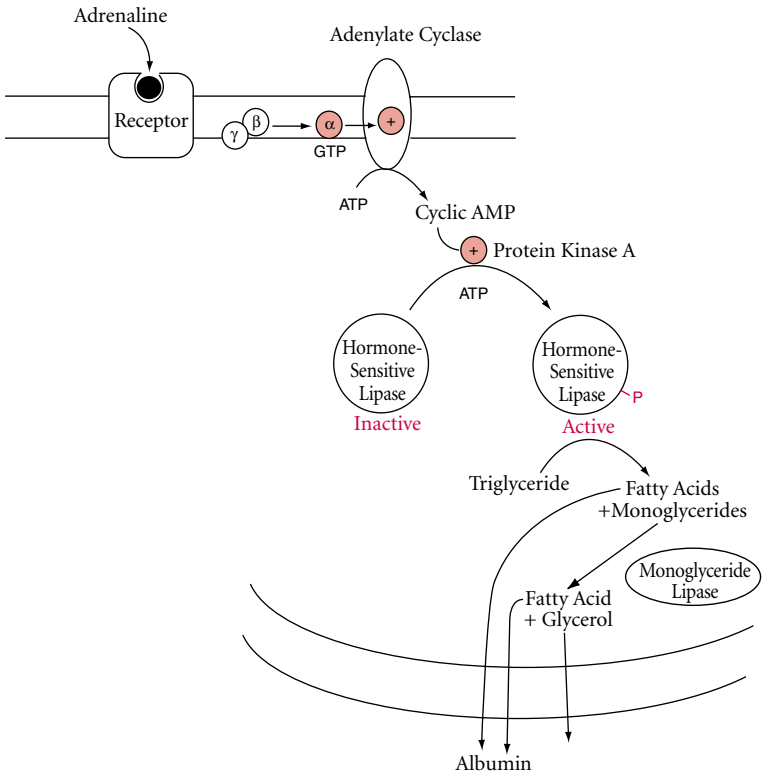 Adrenaline
Adenylate Cyclase
Receptor
γ
β
α
+
GTP
ATP
Cyclic AMP
+
Protein Kinase A
ATP
Hormone-
Sensitive
Lipase
Inactive
Hormone-
Sensitive
Lipase
P
Active
Triglyceride
Fatty Acids
+Monoglycerides
Monoglyceride
Lipase
Fatty Acid
+ Glycerol
Albumin